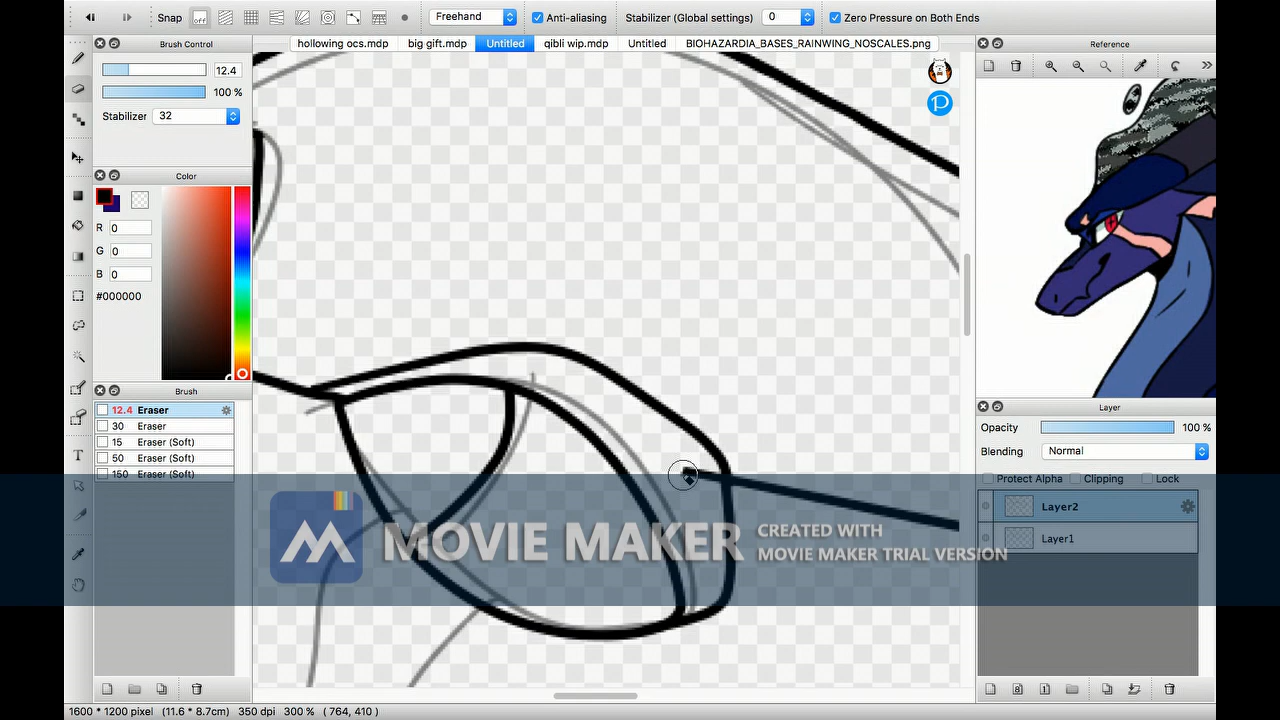 Snap off Freehand Anti-aliasing Stabilizer (Global settings) 0 Zero Pressure on Both Ends
Brush Control
hollowing ocs.mdp big gift.mdp Untitled qibli wip.mdp Untitled BIOHAZARDIA_BASES_RAINWING_NOSCALES.png
Reference
12.4
100 %
Stabilizer 32
Color
R 0
G 0
B 0
#000000
Brush
12.4 Eraser
30 Eraser
15 Eraser (Soft)
50 Eraser (Soft)
150 Eraser (Soft)
T
P
Layer
Opacity 100 %
Blending Normal
Protect Alpha Clipping Lock
Layer2
Layer1
M MOVIE MAKER
CREATED WITH
MOVIE MAKER TRIAL VERSION
8 1
1600 * 1200 pixel (11.6 * 8.7cm) 350 dpi 300 % ( 764, 410 )